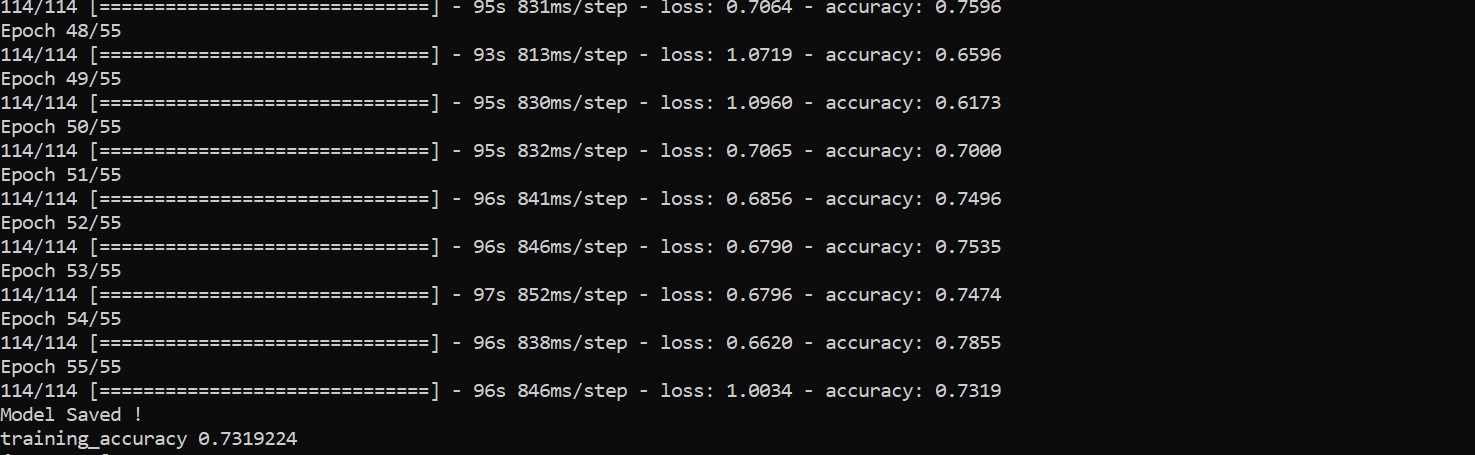 114/114 [==============================] - 95s 831ms/step - loss: 0.7064 - accuracy: 0.7596
Epoch 48/55
114/114 [==============================] - 93s 813ms/step - loss: 1.0719 - accuracy: 0.6596
Epoch 49/55
114/114 [==============================] - 95s 830ms/step - loss: 1.0960 - accuracy: 0.6173
Epoch 50/55
114/114 [==============================] - 95s 832ms/step - loss: 0.7065 - accuracy: 0.7000
Epoch 51/55
114/114 [==============================] - 96s 841ms/step - loss: 0.6856 - accuracy: 0.7496
Epoch 52/55
114/114 [==============================] - 96s 846ms/step - loss: 0.6790 - accuracy: 0.7535
Epoch 53/55
114/114 [==============================] - 97s 852ms/step - loss: 0.6796 - accuracy: 0.7474
Epoch 54/55
114/114 [==============================] - 96s 838ms/step - loss: 0.6620 - accuracy: 0.7855
Epoch 55/55
114/114 [==============================] - 96s 846ms/step - loss: 1.0034 - accuracy: 0.7319
Model Saved !
training_accuracy 0.7319224